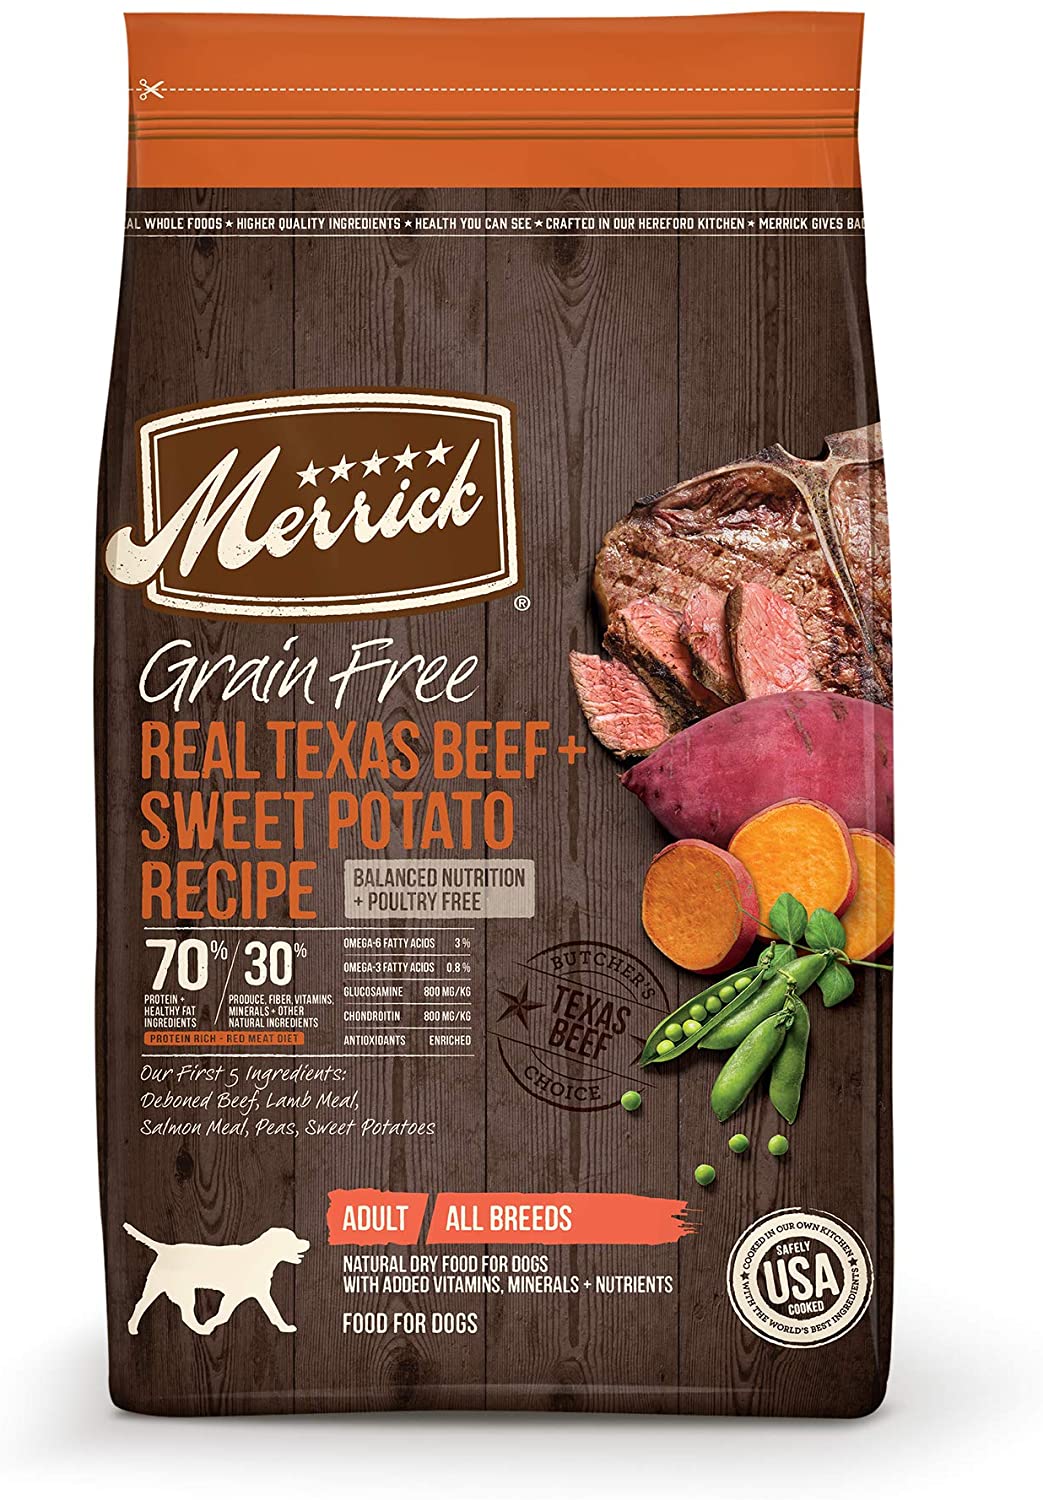 WHOLE FOODS ★ HIGHER QUALITY INGREDIENTS ★ HEALTH YOU CAN SEE ★ CRAFTED IN OUR HEREFORD KITCHEN ★ MERRICK GIVES
★★★★★
Merrick®
Grain Free
REAL TEXAS BEEF +
SWEET POTATO
RECIPE
BALANCED NUTRITION
+ POULTRY FREE
70% / 30%
PROTEIN +
HEALTHY FAT
INGREDIENTS
PRODUCE, FIBER, VITAMINS,
MINERALS + OTHER
NATURAL INGREDIENTS
PROTEIN RICH - RED MEAT DIET
OMEGA-6 FATTY ACIDS 3 %
OMEGA-3 FATTY ACIDS 0.8 %
GLUCOSAMINE 800 MG/KG
CHONDROITIN 800 MG/KG
ANTIOXIDANTS ENRICHED
BUTCHER'S
TEXAS
BEEF
CHOICE
Our First 5 Ingredients:
Deboned Beef, Lamb Meal,
Salmon Meal, Peas, Sweet Potatoes
ADULT / ALL BREEDS
NATURAL DRY FOOD FOR DOGS
WITH ADDED VITAMINS, MINERALS + NUTRIENTS
FOOD FOR DOGS
COOKED IN OUR OWN KITCHEN
SAFELY
USA
COOKED
WITH THE WORLD'S BEST INGREDIENTS